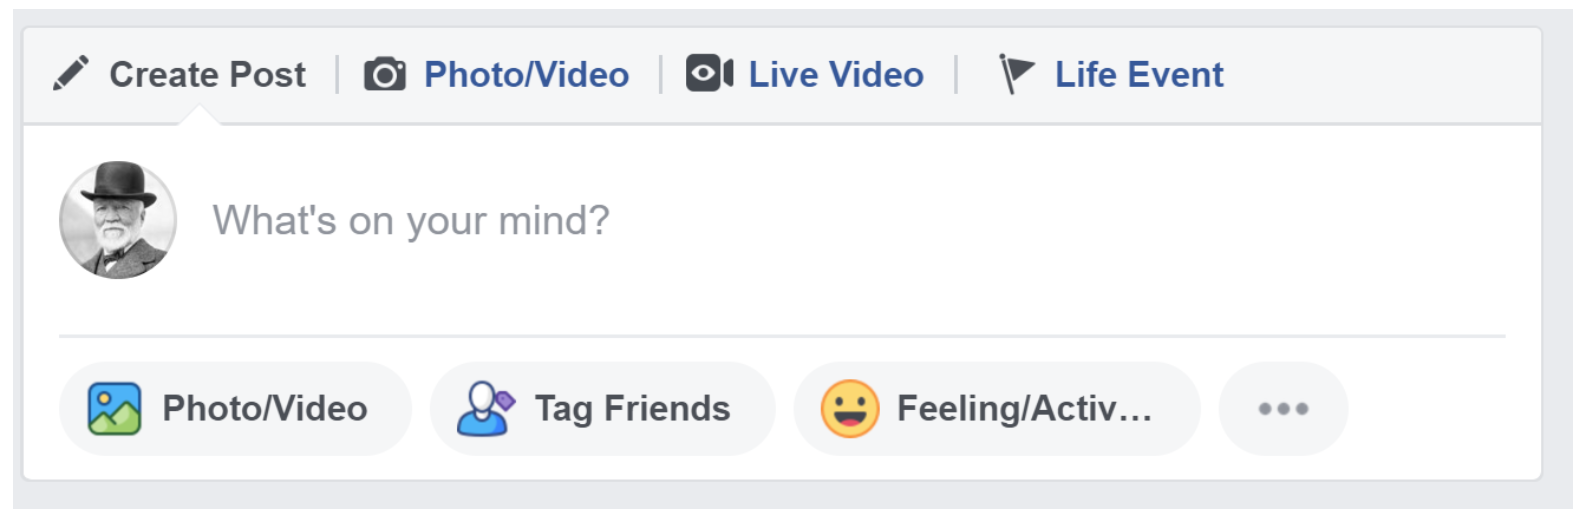 Create Post | Photo/Video | Live Video | Life Event
What's on your mind?
Photo/Video Tag Friends Feeling/Activ... •••